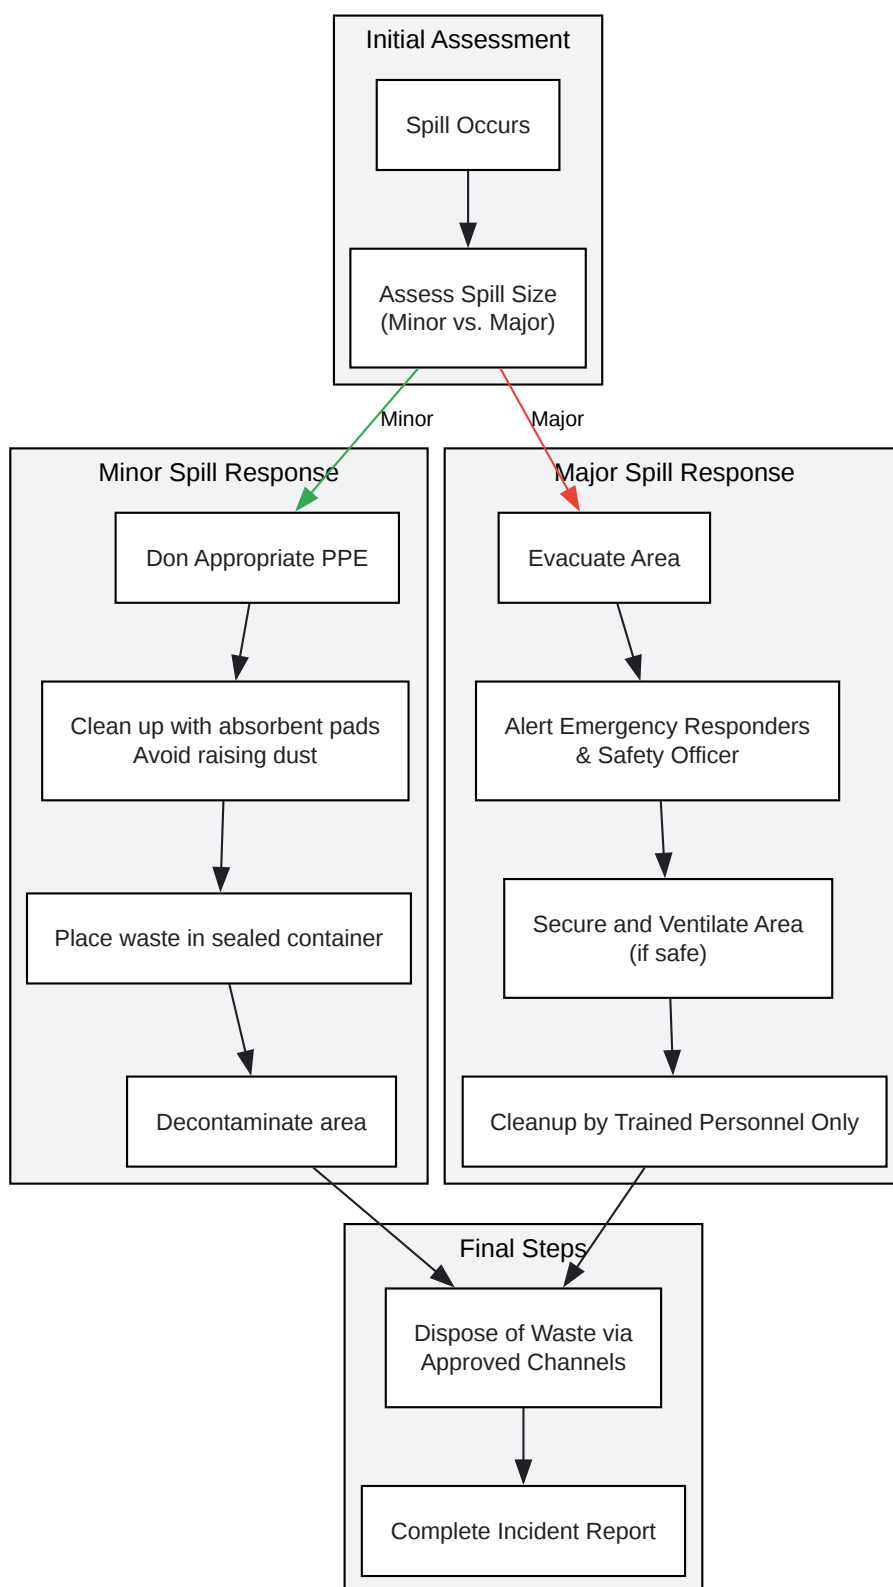 Initial Assessment
Spill Occurs
Assess Spill Size
(Minor vs. Major)
Minor
Major
Minor Spill Response
Don Appropriate PPE
Clean up with absorbent pads
Avoid raising dust
Place waste in sealed container
Decontaminate area
Major Spill Response
Evacuate Area
Alert Emergency Responders
& Safety Officer
Secure and Ventilate Area
(if safe)
Cleanup by Trained Personnel Only
Final Steps
Dispose of Waste via
Approved Channels
Complete Incident Report